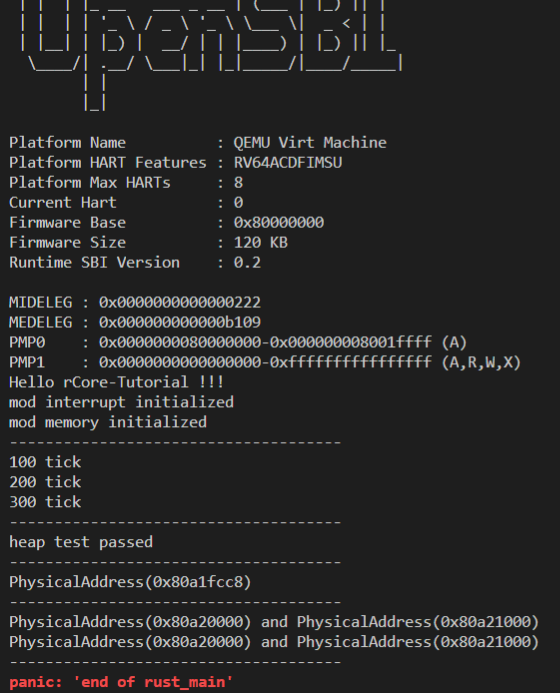 OpenSBI
Platform Name : QEMU Virt Machine
Platform HART Features : RV64ACDFIMSU
Platform Max HARTs : 8
Current Hart : 0
Firmware Base : 0x80000000
Firmware Size : 120 KB
Runtime SBI Version : 0.2
MIDELEG : 0x0000000000000222
MEDELEG : 0x000000000000b109
PMP0 : 0x0000000080000000-0x000000008001ffff (A)
PMP1 : 0x0000000000000000-0xffffffffffffffff (A,R,W,X)
Hello rCore-Tutorial !!!
mod interrupt initialized
mod memory initialized
-------------------------------------
100 tick
200 tick
300 tick
-------------------------------------
heap test passed
-------------------------------------
PhysicalAddress(0x80a1fcc8)
-------------------------------------
PhysicalAddress(0x80a20000) and PhysicalAddress(0x80a21000)
PhysicalAddress(0x80a20000) and PhysicalAddress(0x80a21000)
-------------------------------------
panic: 'end of rust_main'